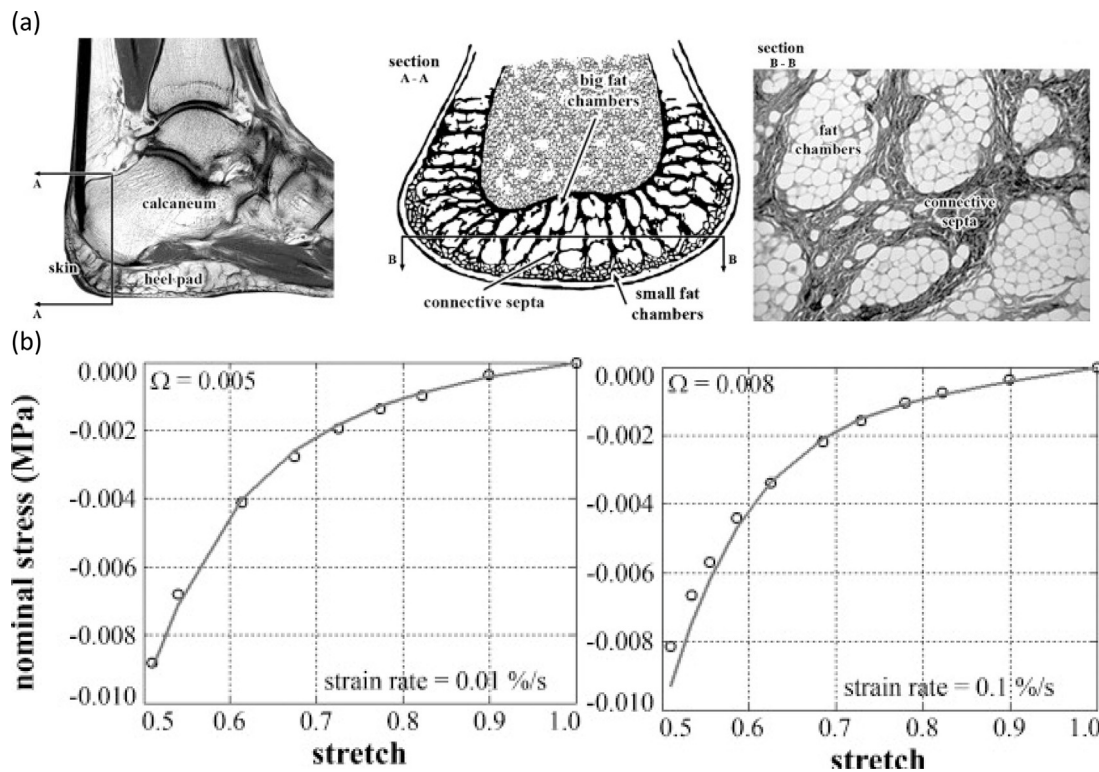 (a)
A
A
calcaneum
skin
heel pad
section
A - A
big fat
chambers
B
B
connective septa
small fat
chambers
section
B - B
fat
chambers
connective
septa
(b)
nominal stress (MPa)
0.000
-0.002
-0.004
-0.006
-0.008
-0.010
Ω = 0.005
strain rate = 0.01 %/s
0.5 0.6 0.7 0.8 0.9 1.0
stretch
0.000
-0.002
-0.004
-0.006
-0.008
-0.010
Ω = 0.008
strain rate = 0.1 %/s
0.5 0.6 0.7 0.8 0.9 1.0
stretch